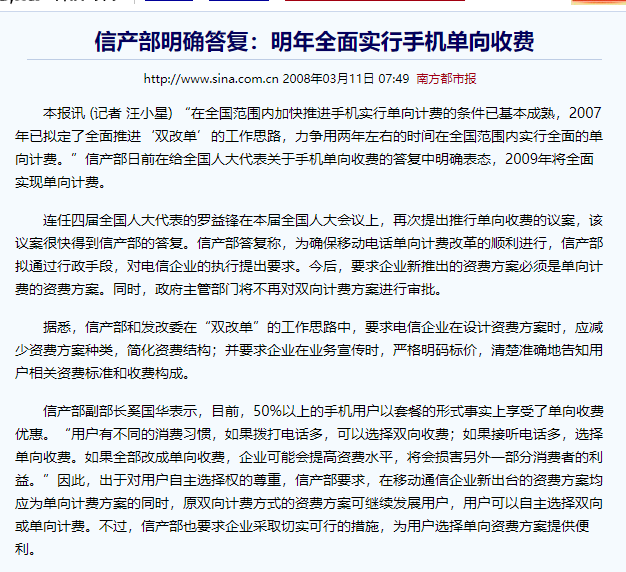 信产部明确答复：明年全面实行手机单向收费
http://www.sina.com.cn 2008年03月11日 07:49 南方都市报
本报讯 (记者 汪小星) “在全国范围内加快推进手机实行单向计费的条件已基本成熟，2007
年已拟定了全面推进‘双改单’的工作思路，力争用两年左右的时间在全国范围内实行全面的单
向计费。”信产部日前在给全国人大代表关于手机单向收费的答复中明确表态，2009年将全面
实现单向计费。
连任四届全国人大代表的罗益锋在本届全国人大会议上，再次提出推行单向收费的议案，该
议案很快得到信产部的答复。信产部答复称，为确保移动电话单向计费改革的顺利进行，信产部
拟通过行政手段，对电信企业的执行提出要求。今后，要求企业新推出的资费方案必须是单向计
费的资费方案。同时，政府主管部门将不再对双向计费方案进行审批。
据悉，信产部和发改委在“双改单”的工作思路中，要求电信企业在设计资费方案时，应减
少资费方案种类，简化资费结构；并要求企业在业务宣传时，严格明码标价，清楚准确地告知用
户相关资费标准和收费构成。
信产部副部长奚国华表示，目前，50%以上的手机用户以套餐的形式事实上享受了单向收费
优惠。“用户有不同的消费习惯，如果拨打电话多，可以选择双向收费；如果接听电话多，选择
单向收费。如果全部改成单向收费，企业可能会提高资费水平，将会损害另外一部分消费者的利
益。”因此，出于对用户自主选择权的尊重，信产部要求，在移动通信企业新出台的资费方案均
应为单向计费方案的同时，原双向计费方式的资费方案可继续发展用户，用户可以自主选择双向
或单向计费。不过，信产部也要求企业采取切实可行的措施，为用户选择单向资费方案提供便
利。